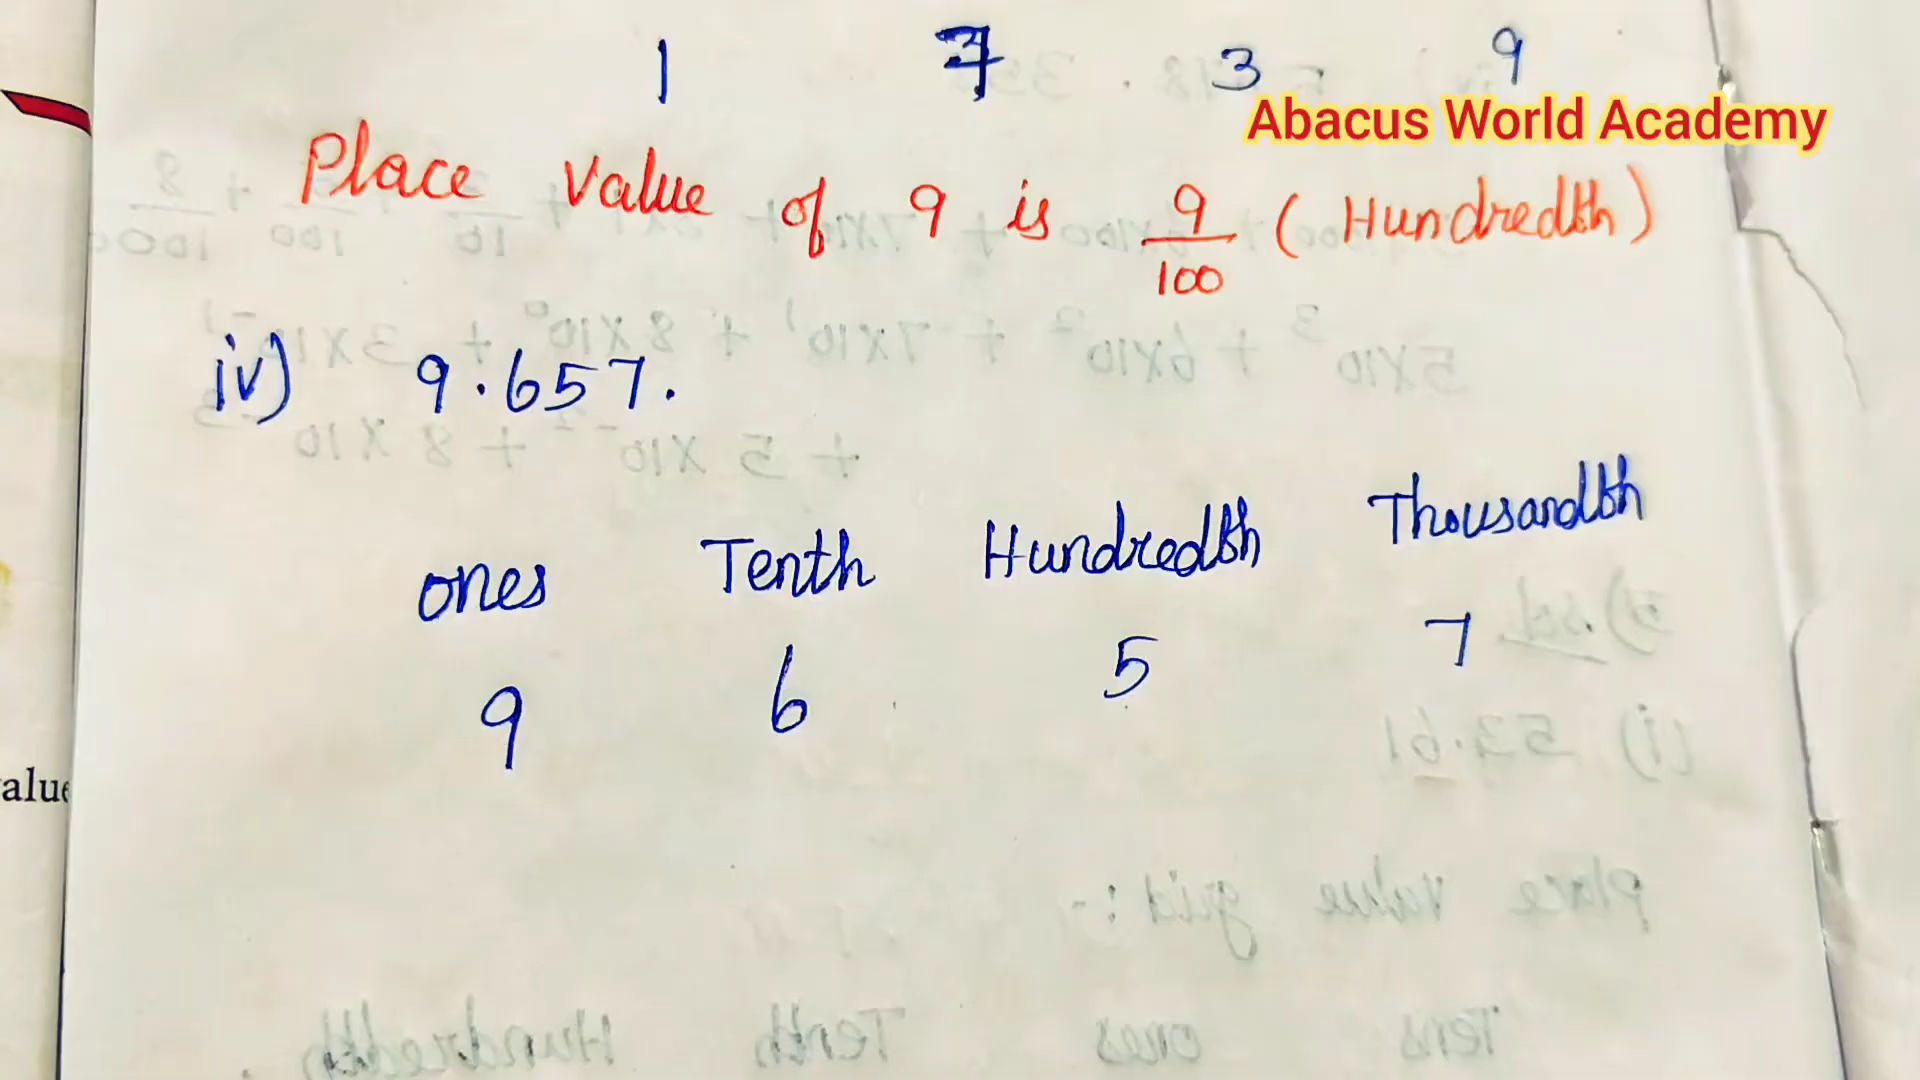 1 7 3 9
Abacus World Academy
Place Value of 9 is 9/100 (Hundredth)
iv) 9.657.
ones Tenth Hundredth Thousandth
9 6 5 7
alue